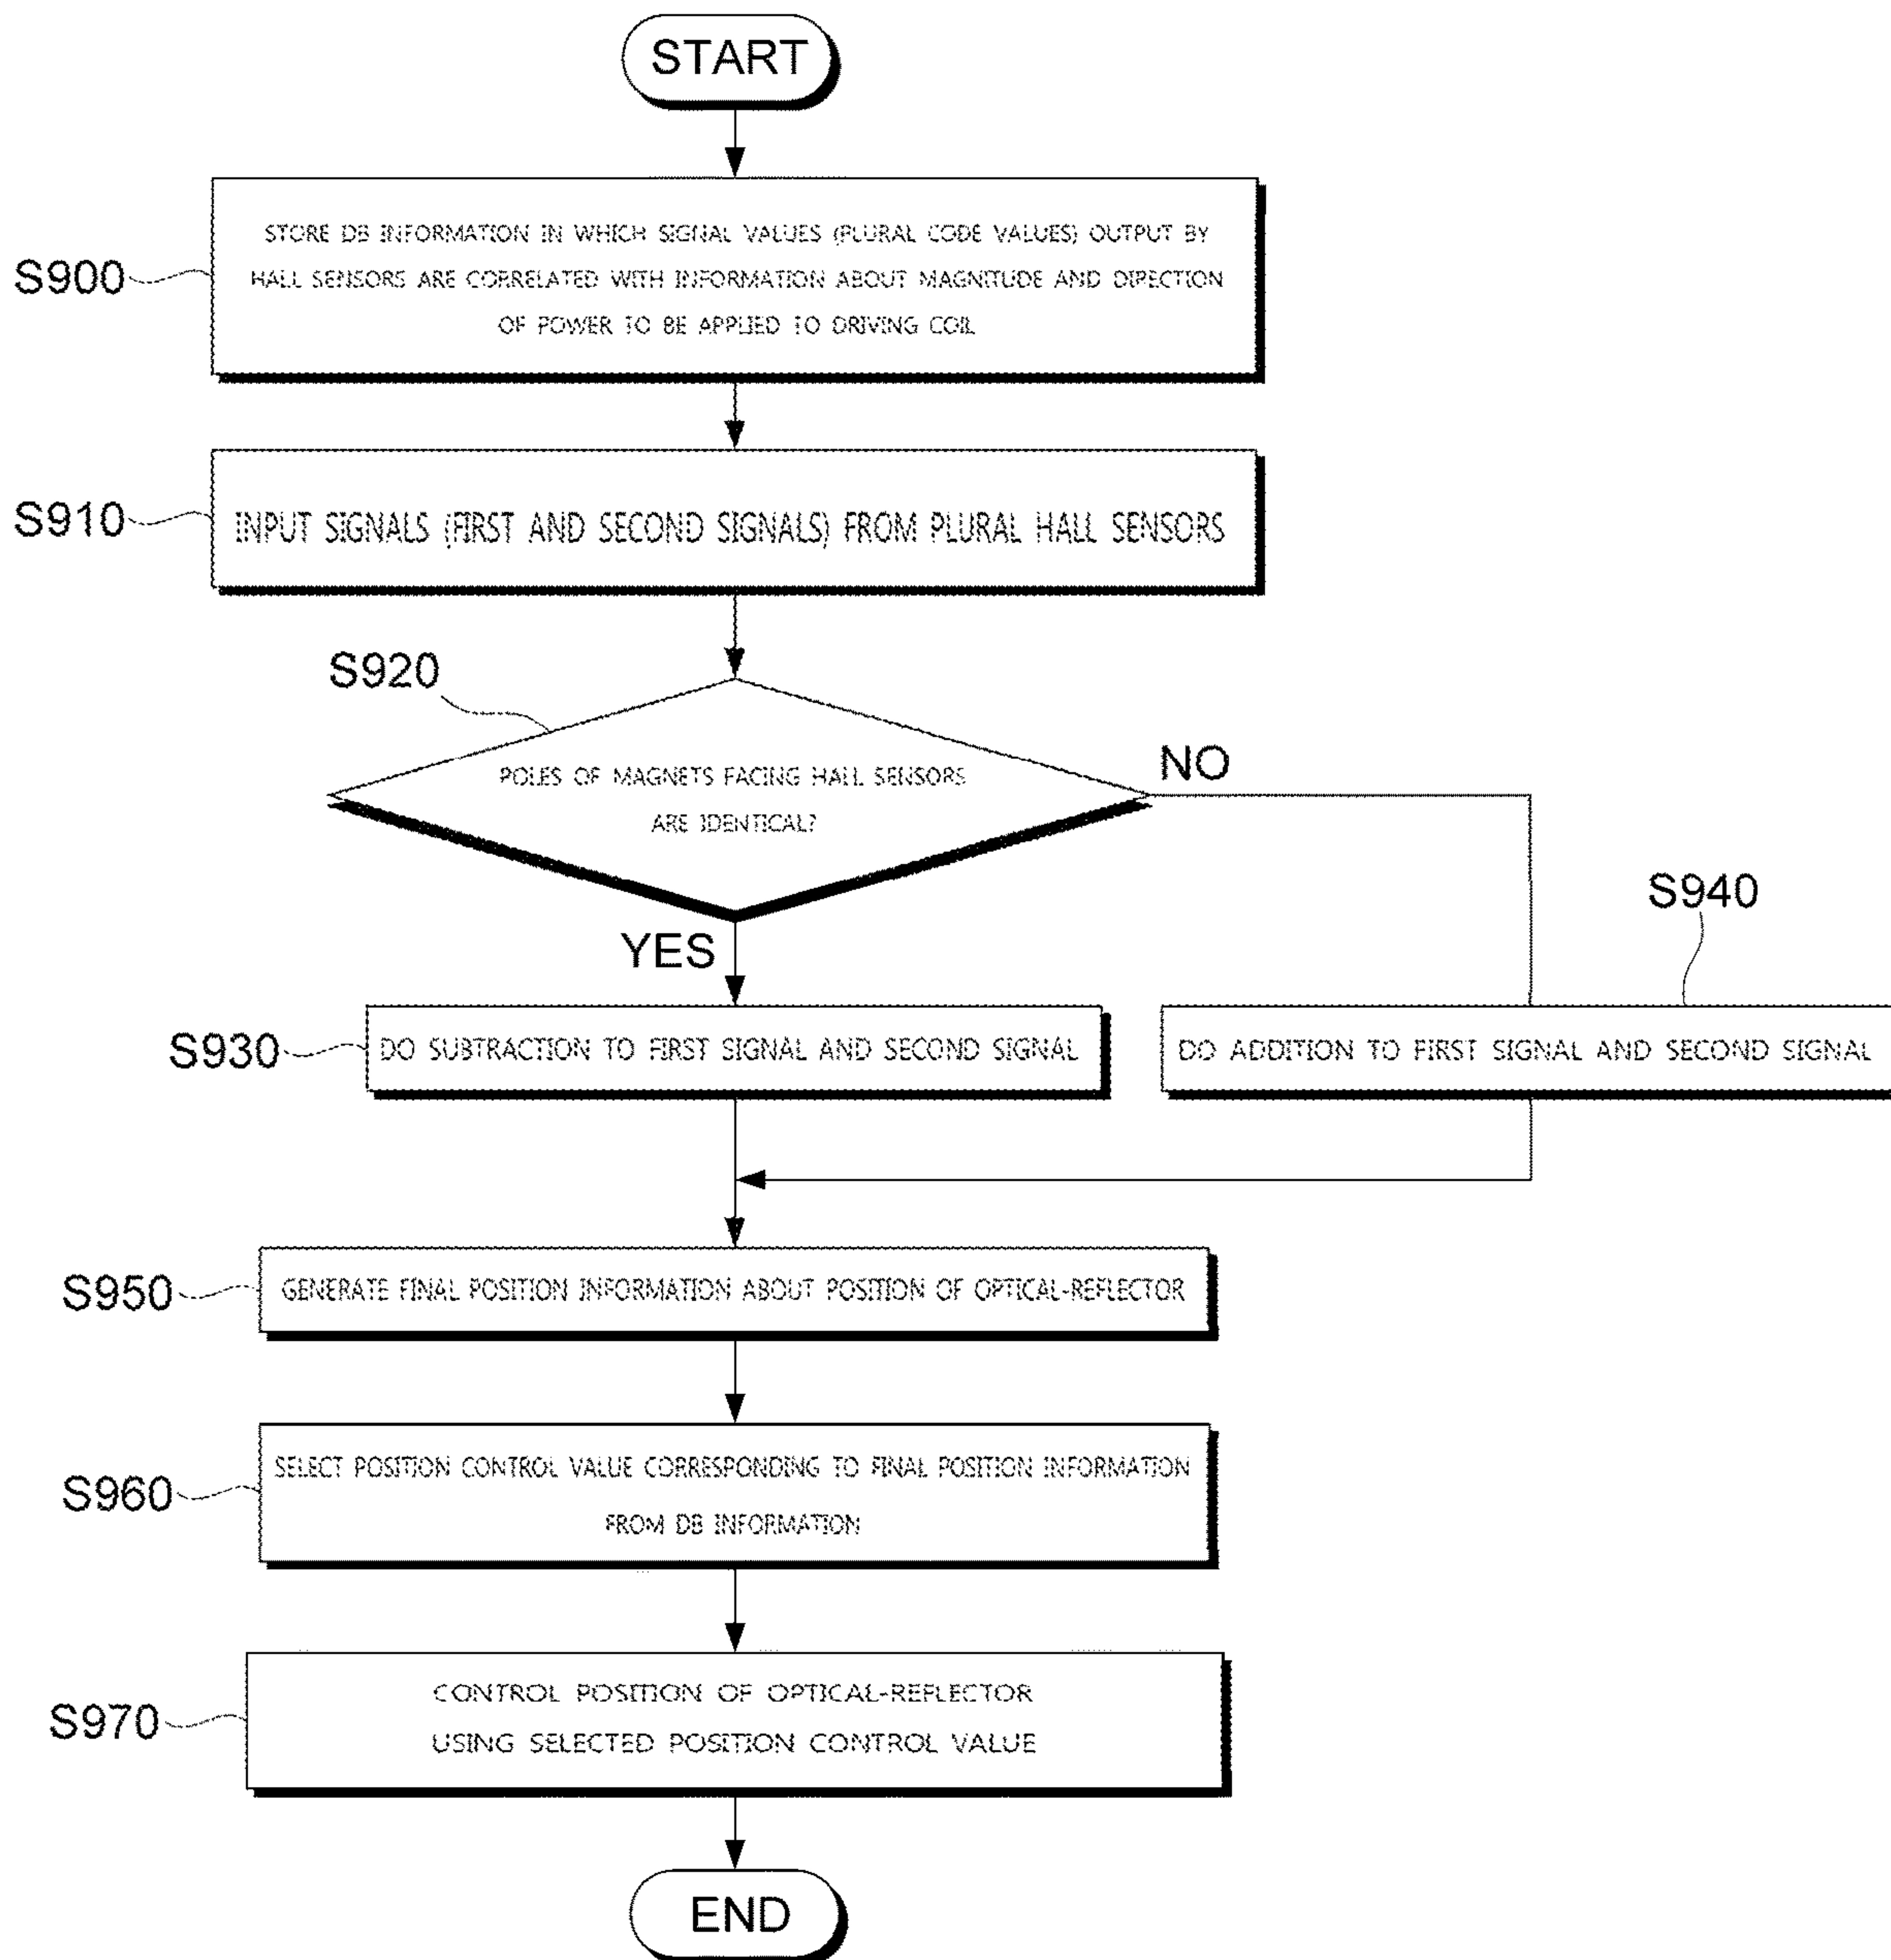 START
S900
STORE DB INFORMATION IN WHICH SIGNAL VALUES (PLURAL CODE VALUES) OUTPUT BY
HALL SENSORS ARE CORRELATED WITH INFORMATION ABOUT MAGNITUDE AND DIRECTION
OF POWER TO BE APPLIED TO DRIVING COIL
S910
INPUT SIGNALS (FIRST AND SECOND SIGNALS) FROM PLURAL HALL SENSORS
S920
POLES OF MAGNETS FACING HALL SENSORS
ARE IDENTICAL?
NO
YES
S930
DO SUBTRACTION TO FIRST SIGNAL AND SECOND SIGNAL
S940
DO ADDITION TO FIRST SIGNAL AND SECOND SIGNAL
S950
GENERATE FINAL POSITION INFORMATION ABOUT POSITION OF OPTICAL-REFLECTOR
S960
SELECT POSITION CONTROL VALUE CORRESPONDING TO FINAL POSITION INFORMATION
FROM DB INFORMATION
S970
CONTROL POSITION OF OPTICAL-REFLECTOR
USING SELECTED POSITION CONTROL VALUE
END